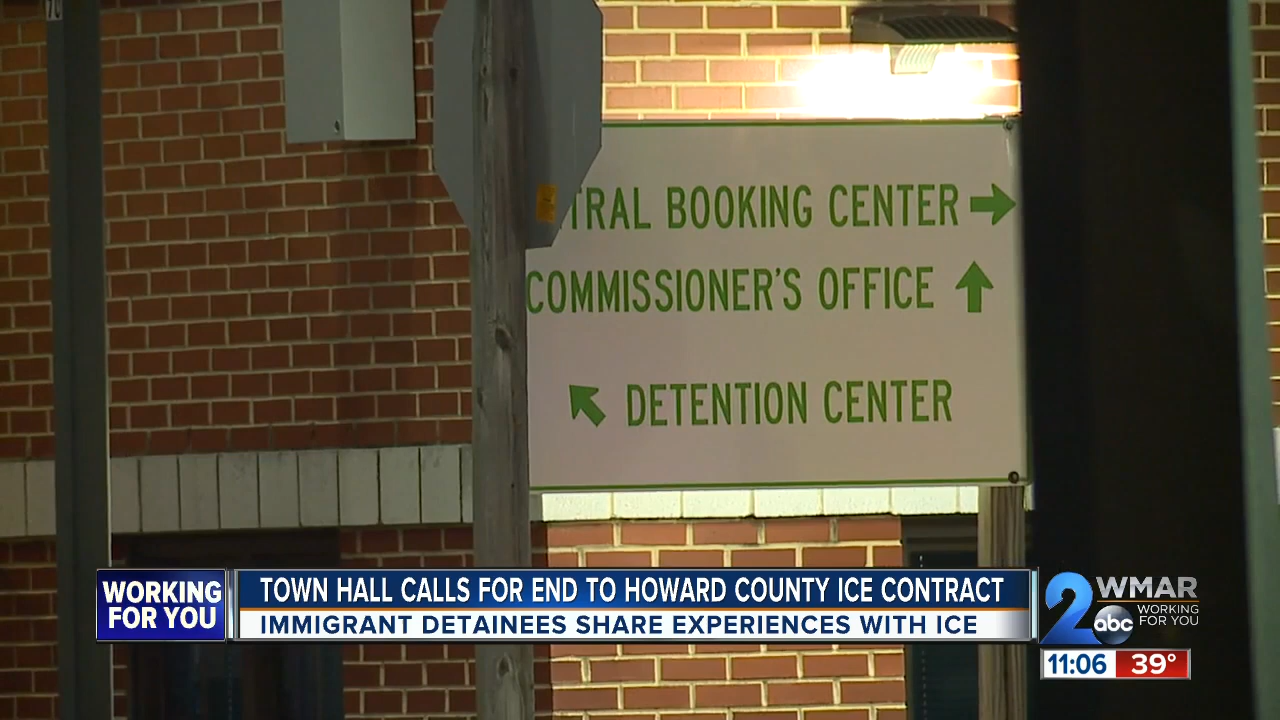 TRAL BOOKING CENTER →
COMMISSIONER'S OFFICE ↑
↖ DETENTION CENTER
WORKING
FOR YOU
TOWN HALL CALLS FOR END TO HOWARD COUNTY ICE CONTRACT
IMMIGRANT DETAINEES SHARE EXPERIENCES WITH ICE
2 WMAR
abc
WORKING
FOR YOU
11:06 39°